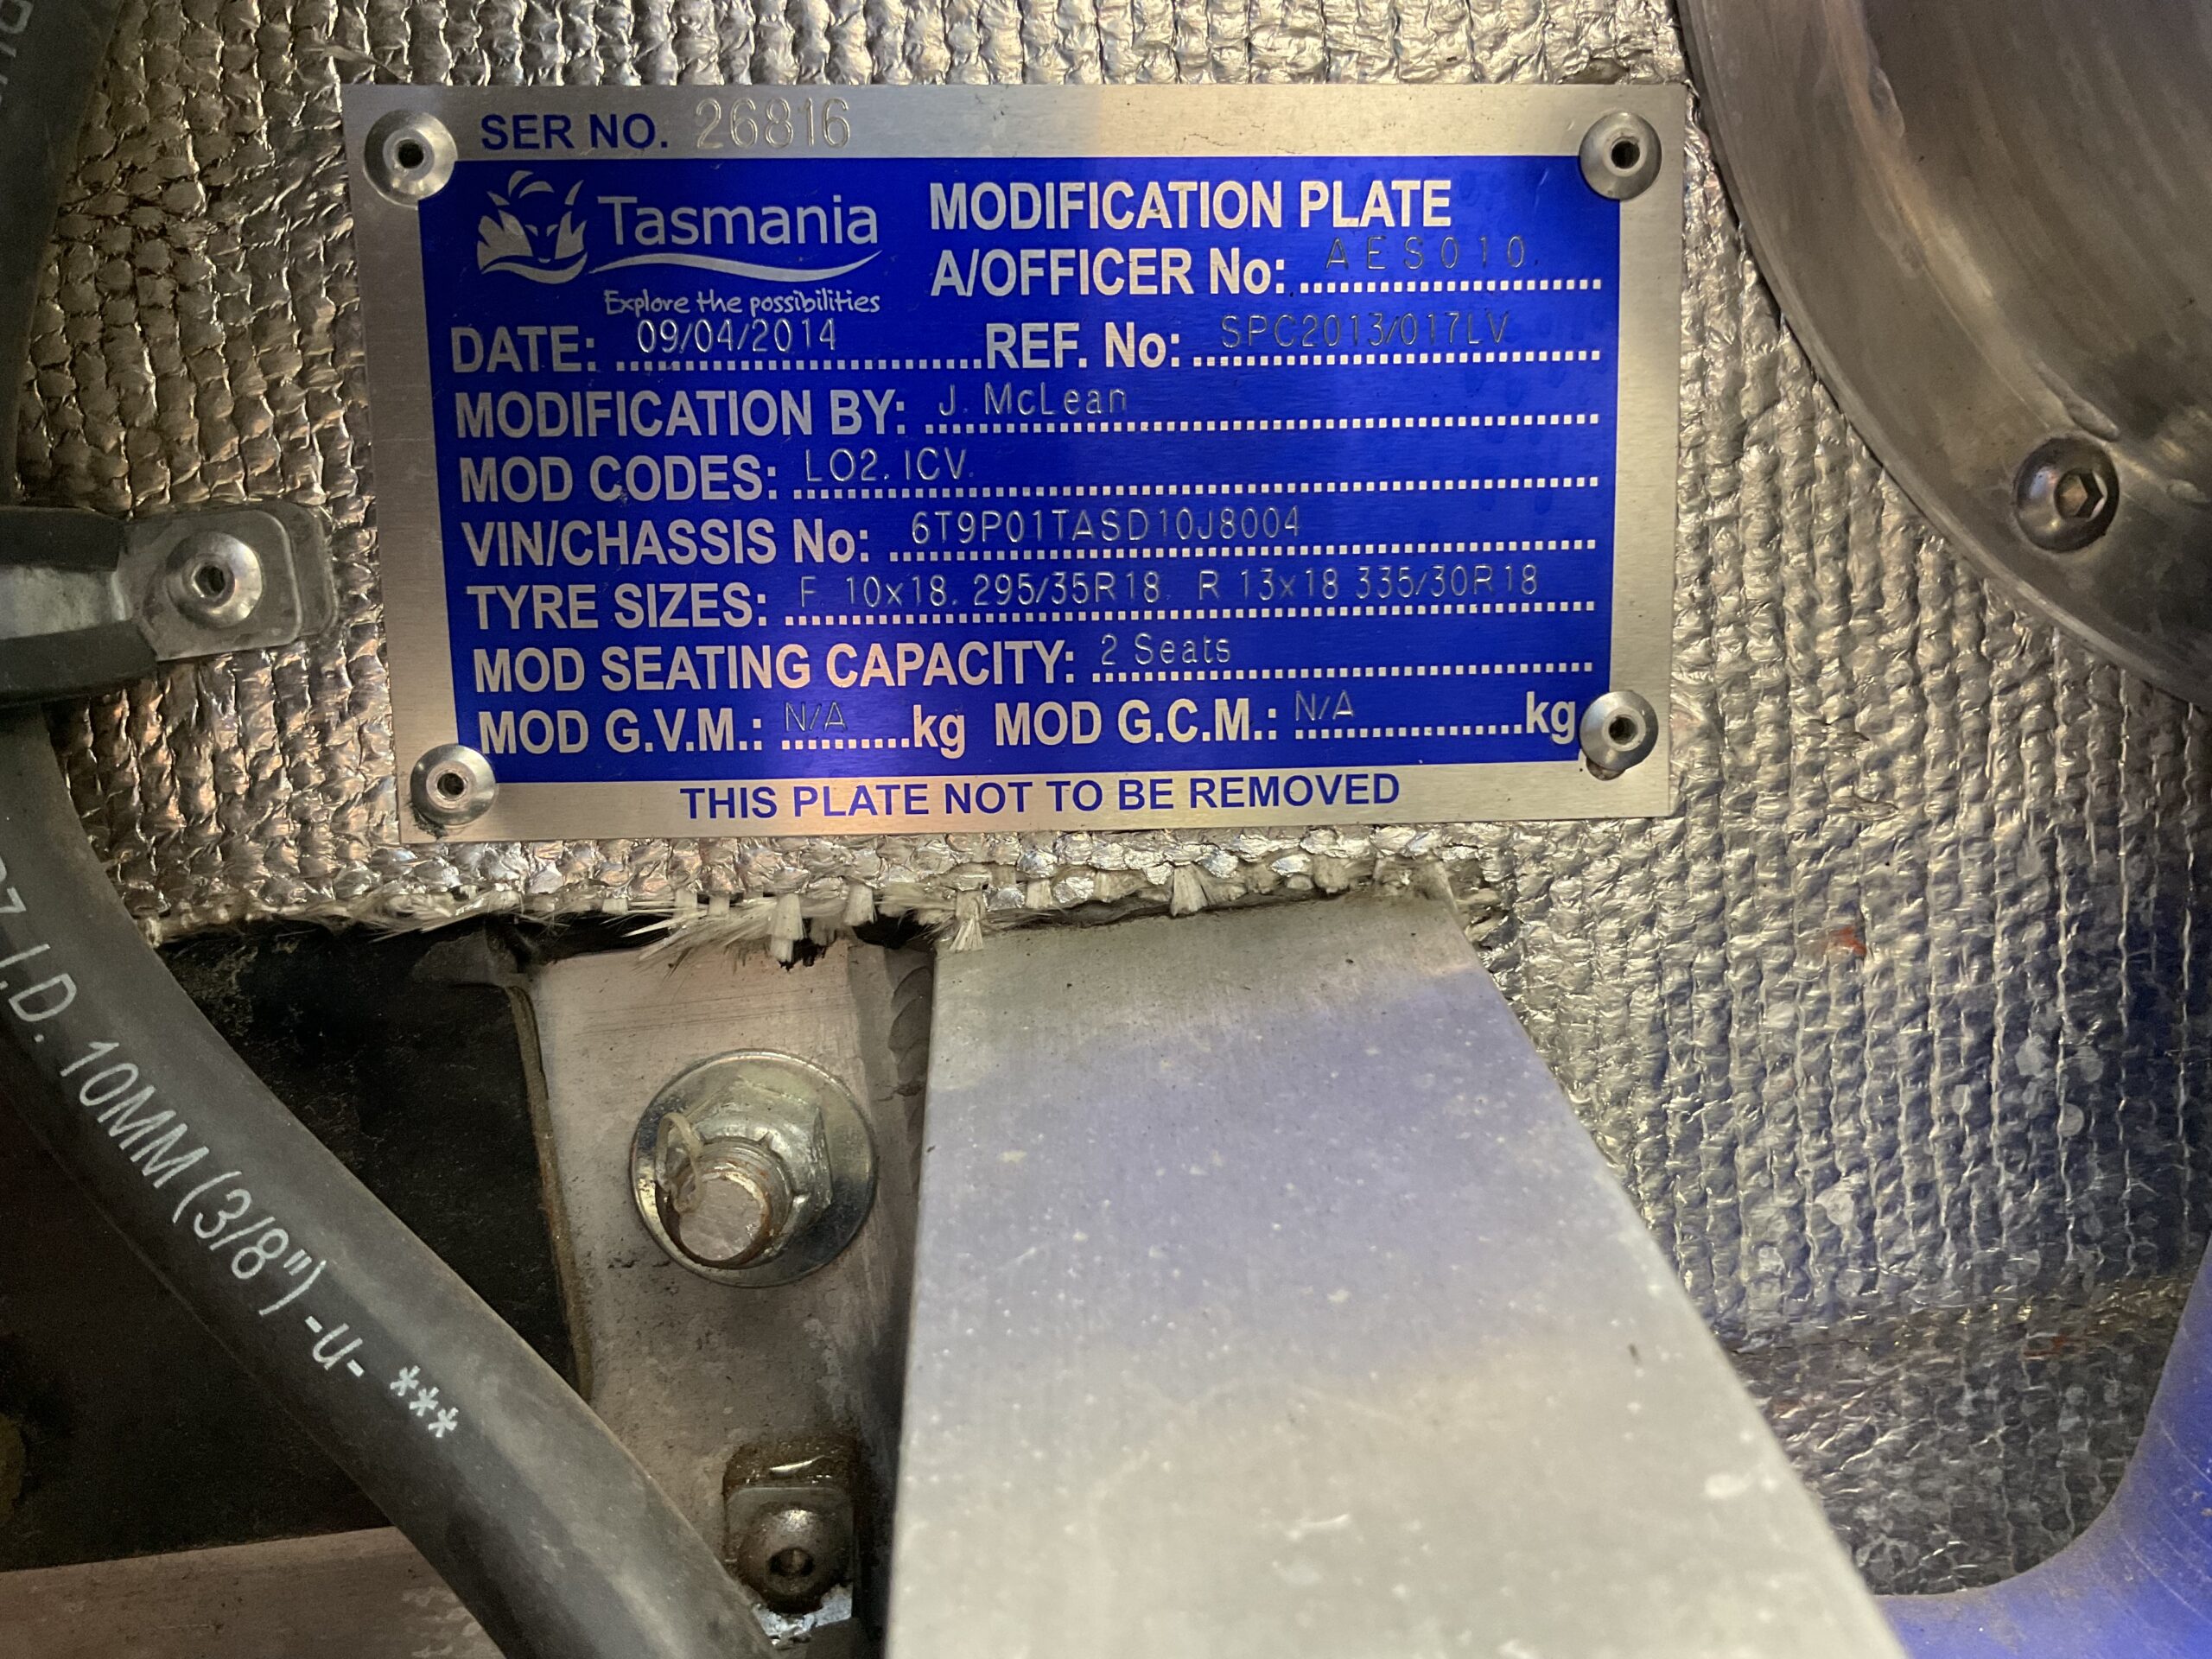 SER NO. 26816
Tasmania
Explore the possibilities
MODIFICATION PLATE
A/OFFICER No: AES010
DATE: 09/04/2014 REF. No: SPC2013/017LV
MODIFICATION BY: J. McLean
MOD CODES: LO2. ICV.
VIN/CHASSIS No: 6T9P01TASD10J8004
TYRE SIZES: F 10x18. 295/35R18. R 13x18 335/30R18
MOD SEATING CAPACITY: 2 Seats
MOD G.V.M.: N/A kg MOD G.C.M.: N/A kg
THIS PLATE NOT TO BE REMOVED
I.D. 10MM (3/8") -U- ***